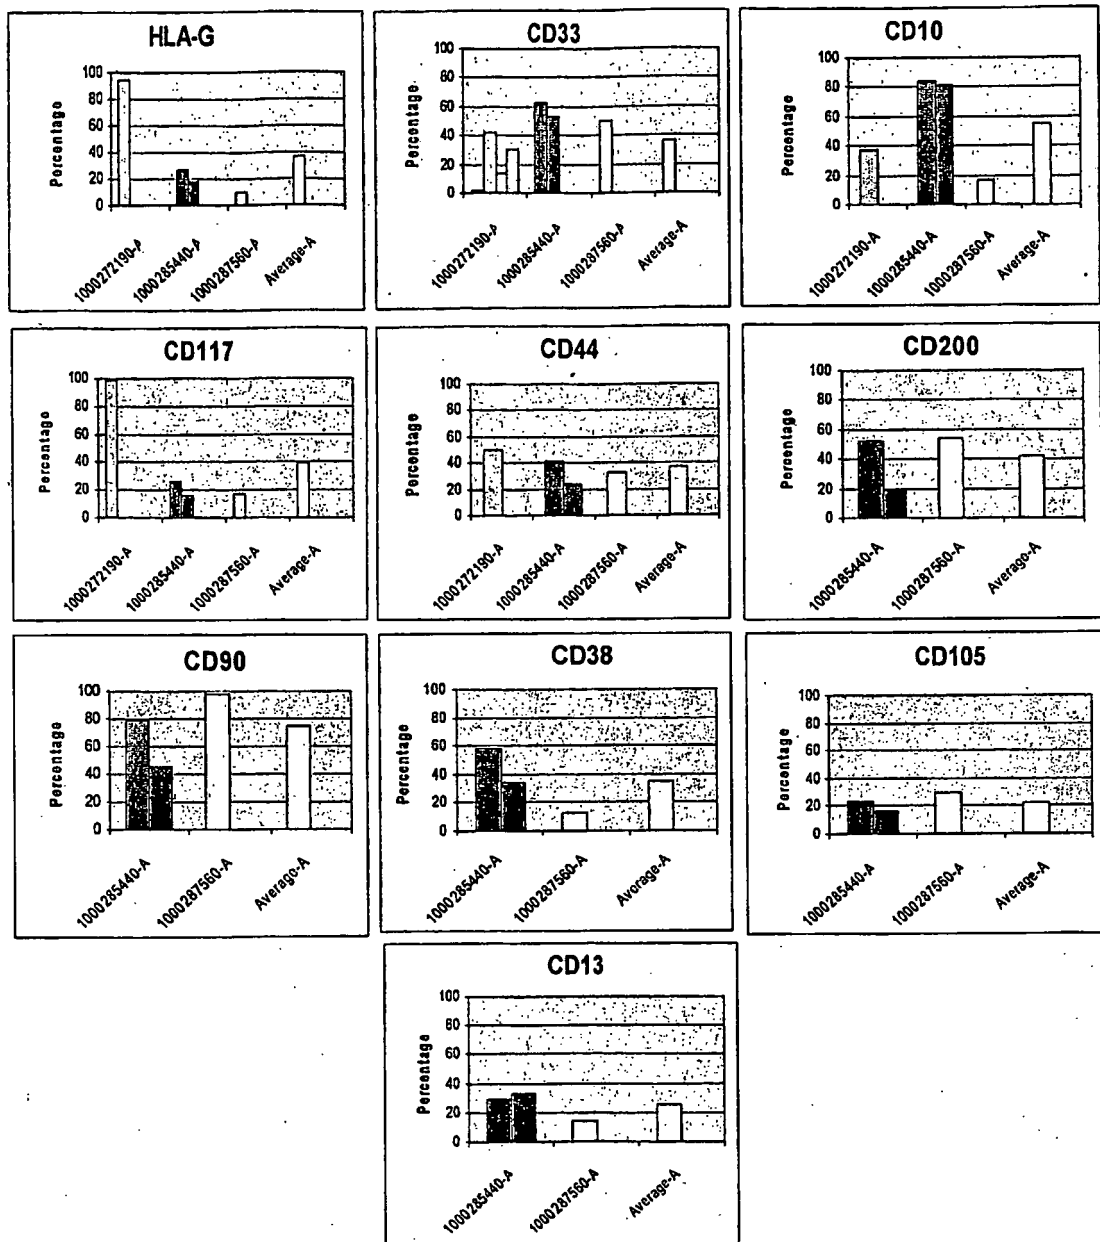 HLA-G
Percentage
100
80
60
40
20
0
1000272190-A
1000285440-A
1000287560-A
Average-A
CD33
Percentage
100
80
60
40
20
0
1000272190-A
1000285440-A
1000287560-A
Average-A
CD10
Percentage
100
80
60
40
20
0
1000272190-A
1000285440-A
1000287560-A
Average-A
CD117
Percentage
100
80
60
40
20
0
1000272190-A
1000285440-A
1000287560-A
Average-A
CD44
Percentage
100
80
60
40
20
0
1000272190-A
1000285440-A
1000287560-A
Average-A
CD200
Percentage
100
80
60
40
20
0
1000285440-A
1000287560-A
Average-A
CD90
Percentage
100
80
60
40
20
0
1000285440-A
1000287560-A
Average-A
CD38
Percentage
100
80
60
40
20
0
1000285440-A
1000287560-A
Average-A
CD105
Percentage
100
80
60
40
20
0
1000285440-A
1000287560-A
Average-A
CD13
Percentage
100
80
60
40
20
0
1000285440-A
1000287560-A
Average-A